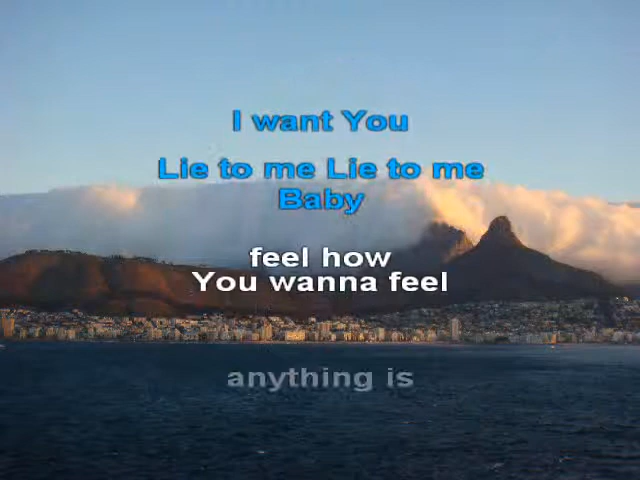 I want You
Lie to me Lie to me
Baby
feel how
You wanna feel
anything is